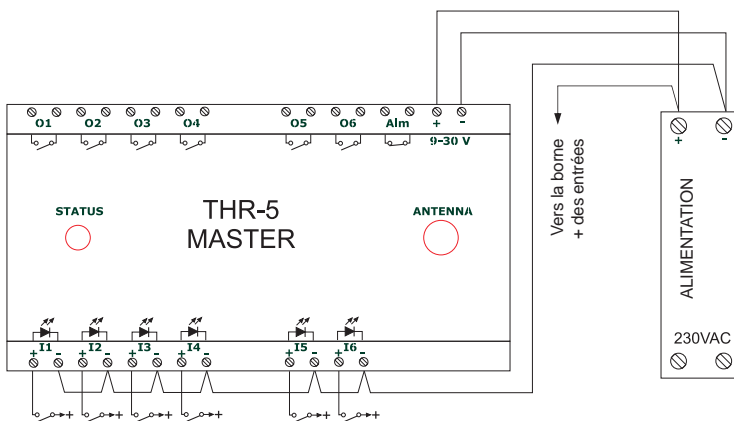 O1 O2 O3 O4 O5 O6 Alm + -
9-30 V
STATUS
THR-5
MASTER
ANTENNA
I1 I2 I3 I4 I5 I6
+ - + - + - + - + - + -
+ + + + + +
Vers la borne
+ des entrées
+ -
ALIMENTATION
230VAC